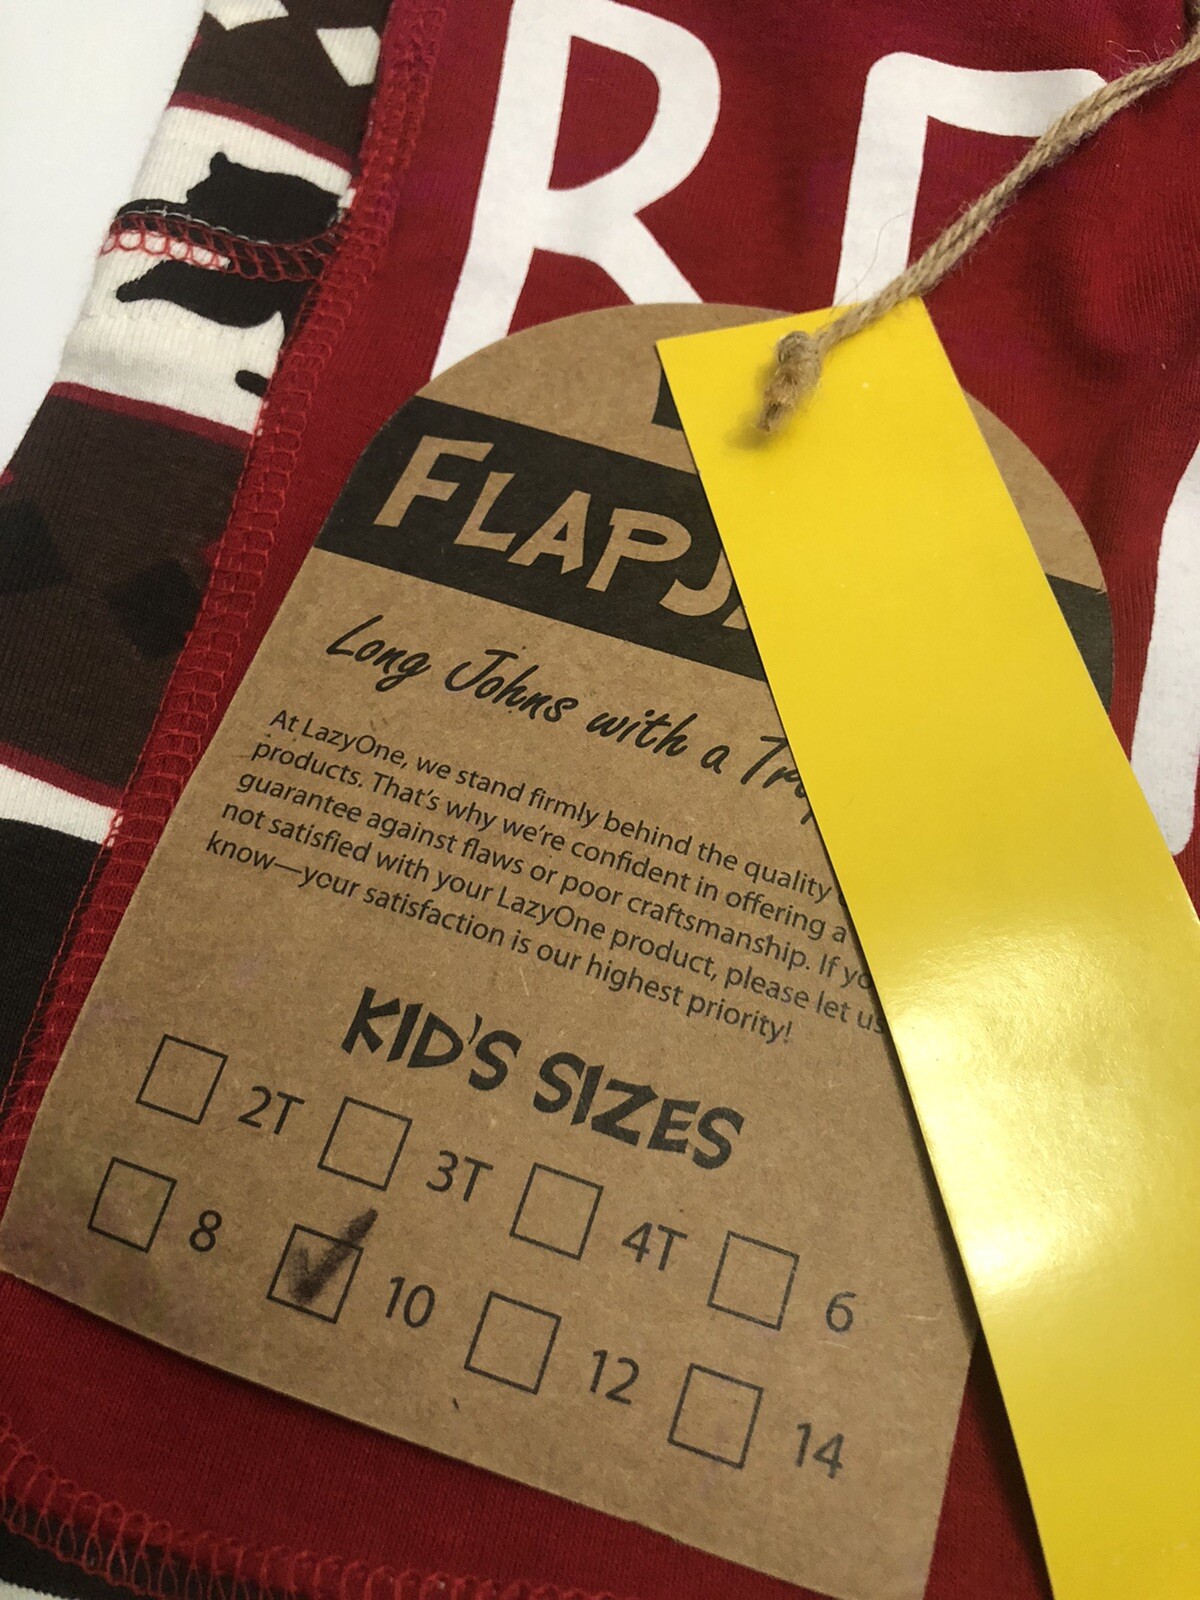 R
FLAPJ
Long Johns with a
At LazyOne, we stand firmly behind the quality
products. That's why we're confident in offering a
guarantee against flaws or poor craftsmanship. If
not satisfied with your LazyOne product, please let us
know—your satisfaction is our highest priority!
KID'S SIZES
2T 3T 4T 6
8 10 12 14